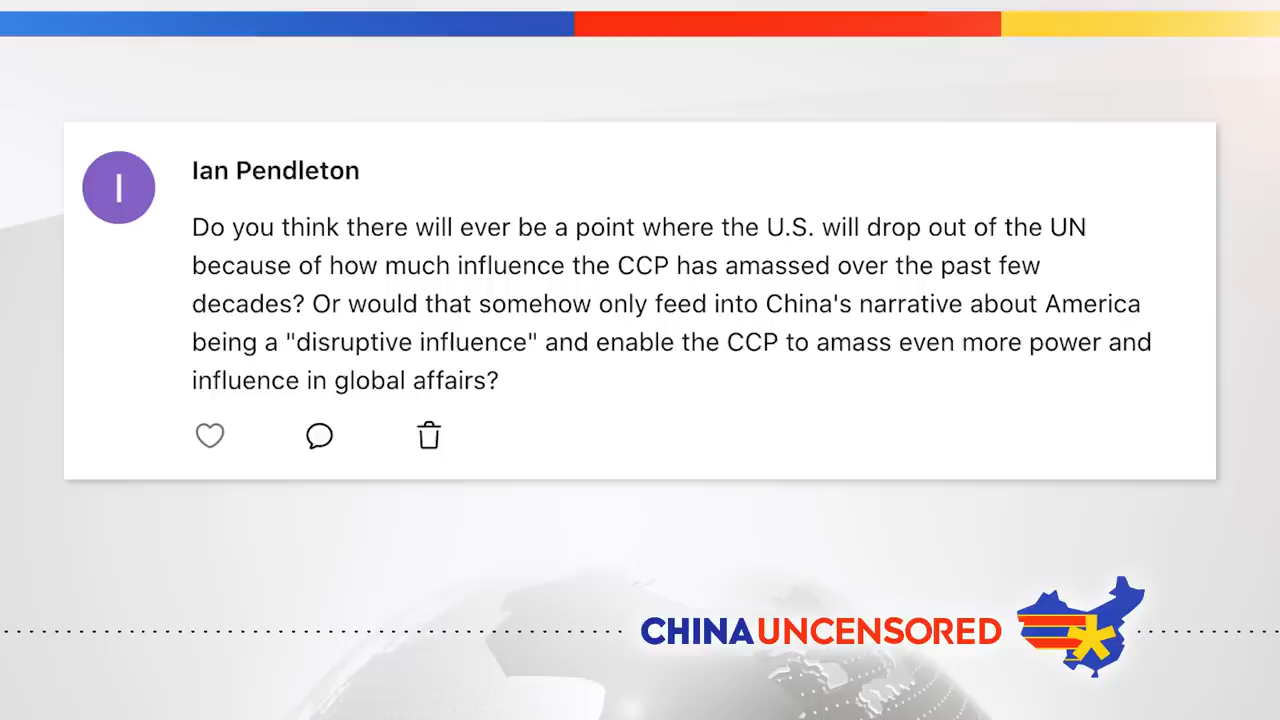 I
Ian Pendleton
Do you think there will ever be a point where the U.S. will drop out of the UN
because of how much influence the CCP has amassed over the past few
decades? Or would that somehow only feed into China's narrative about America
being a "disruptive influence" and enable the CCP to amass even more power and
influence in global affairs?
CHINA UNCENSORED